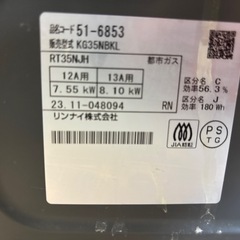 品名コード 51-6853
販売型式 KG35NBKL
RT35NJH 都市ガス
12A用 13A用
7.55 kW 8.10 kW
区分名 C
効率56.3%
区分名 J
効率 180 Wh
23.11-048094 RN
リンナイ株式会社
JIA
PS
TG